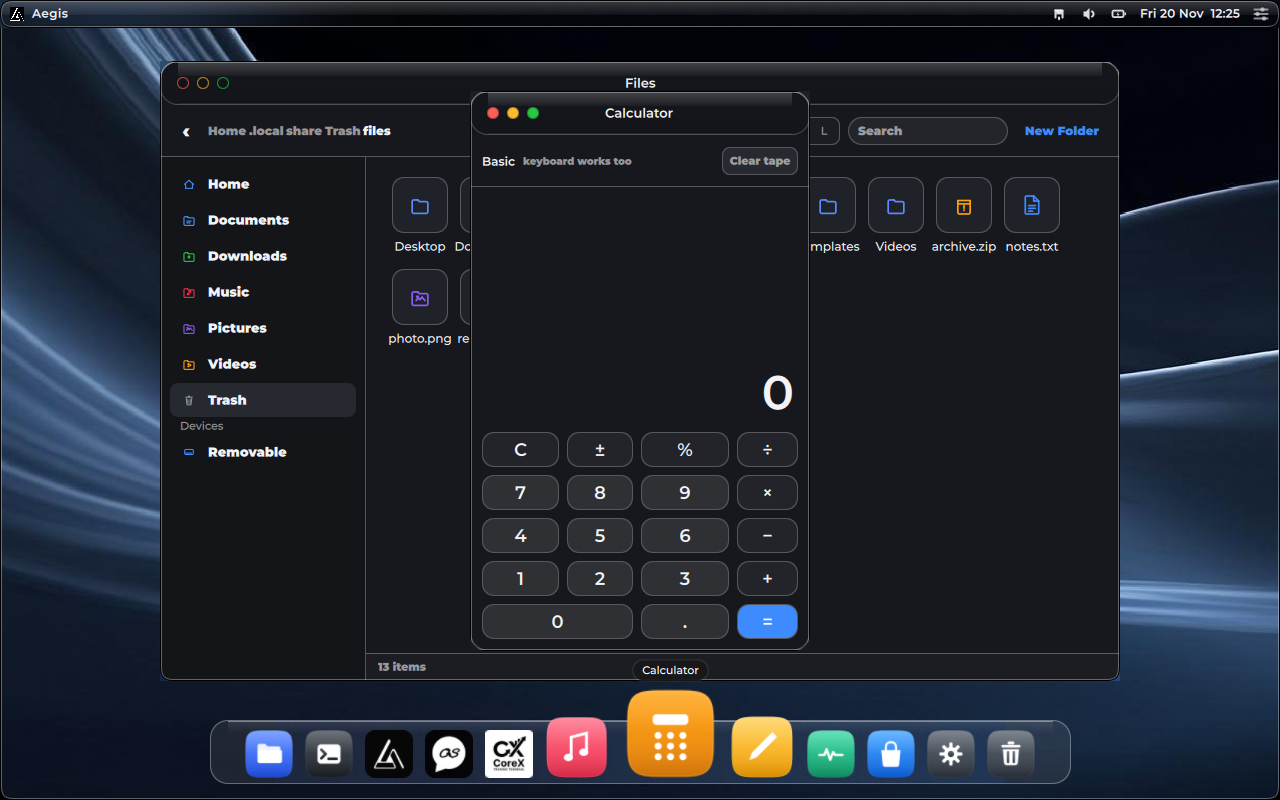 Aegis
Fri 20 Nov 12:25
Files
Home .local share Trash files
L
Search
New Folder
Home
Documents
Downloads
Music
Pictures
Videos
Trash
Devices
Removable
Desktop
Videos
archive.zip
notes.txt
photo.png
13 items
Calculator
Basic keyboard works too
Clear tape
0
C ± % ÷
7 8 9 ×
4 5 6 −
1 2 3 +
0 . =
Calculator
as
CX
CoreX